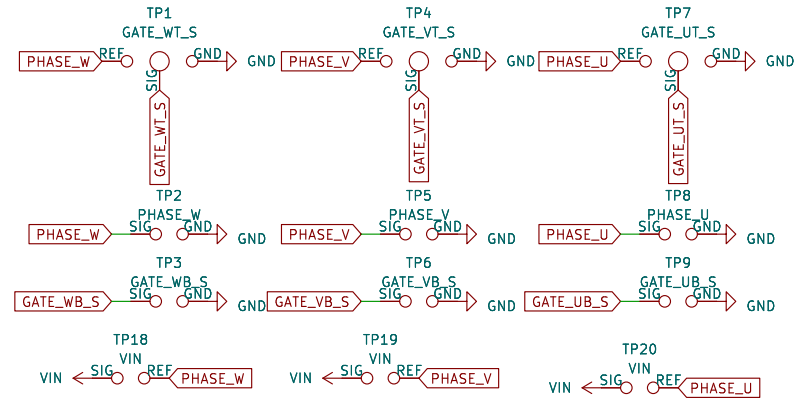 TP1 TP4 TP7
GATE_WT_S GATE_VT_S GATE_UT_S
PHASE_W REF GND GND PHASE_V REF GND GND PHASE_U REF GND GND
SIG SIG SIG
GATE_WT_S GATE_VT_S GATE_UT_S
TP2 TP5 TP8
PHASE_W PHASE_V PHASE_U
PHASE_W SIG GND GND PHASE_V SIG GND GND PHASE_U SIG GND GND
TP3 TP6 TP9
GATE_WB_S GATE_VB_S GATE_UB_S
GATE_WB_S SIG GND GND GATE_VB_S SIG GND GND GATE_UB_S SIG GND GND
TP18 TP19 TP20
VIN VIN VIN
VIN SIG REF PHASE_W VIN SIG REF PHASE_V VIN SIG REF PHASE_U